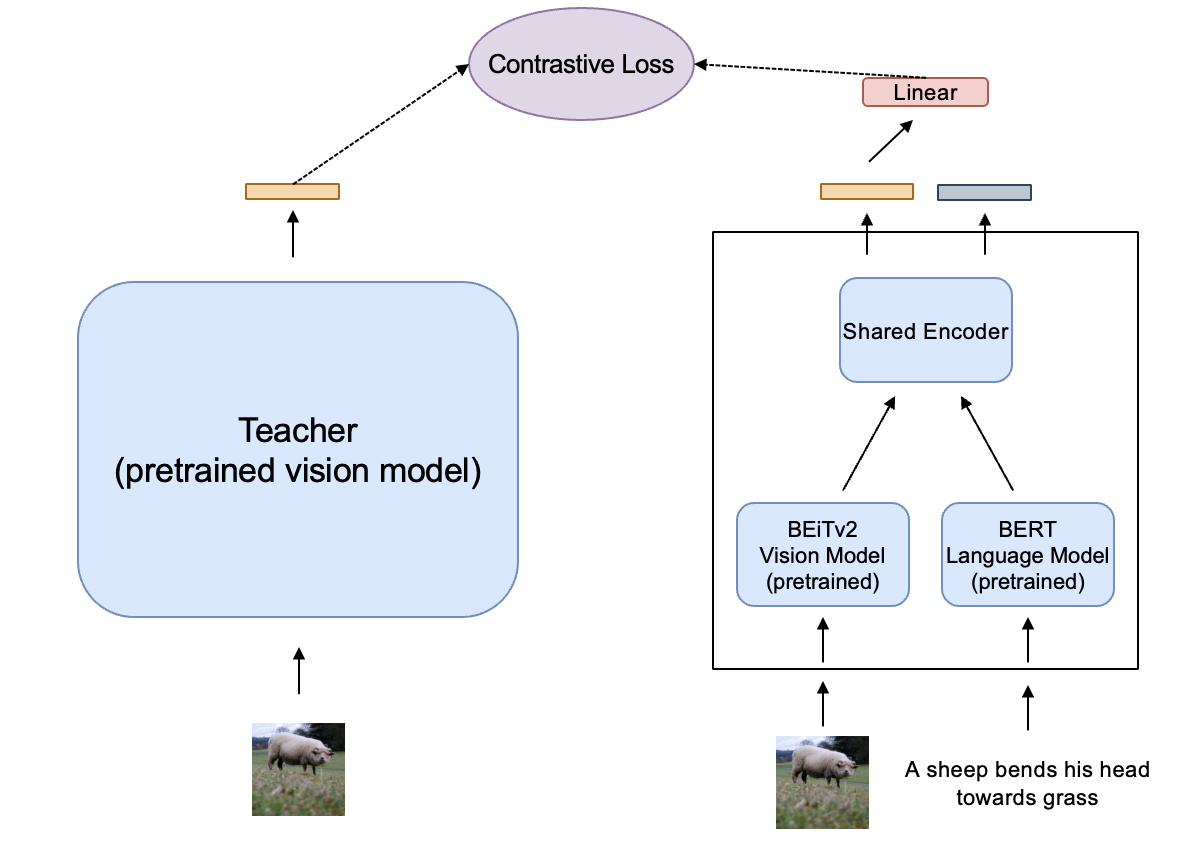 Contrastive Loss
Linear
Shared Encoder
Teacher
(pretrained vision model)
BEiTv2
Vision Model
(pretrained)
BERT
Language Model
(pretrained)
A sheep bends his head
towards grass